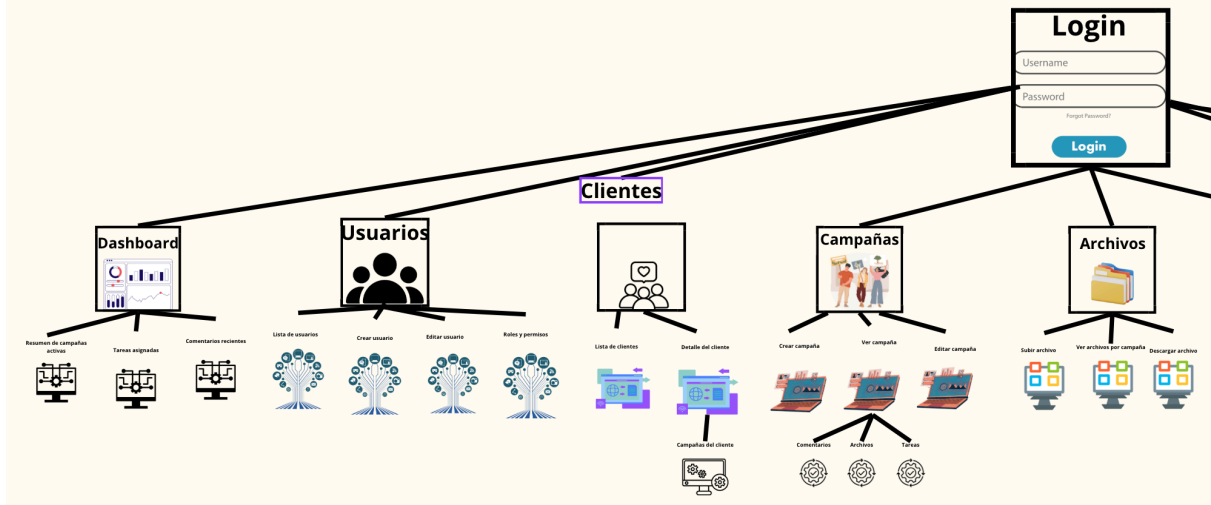 Login
Username
Password
Forgot Password?
Login
Clientes
Dashboard
Usuarios
Campañas
Archivos
Resumen de campañas
activas
Tareas asignadas
Comentarios recientes
Lista de usuarios
Crear usuario
Editar usuario
Roles y permisos
Lista de clientes
Detalle del cliente
Crear campaña
Ver campaña
Editar campaña
Subir archivo
Ver archivos por campaña
Descargar archivo
Campañas del cliente
Comentarios
Archivos
Tareas